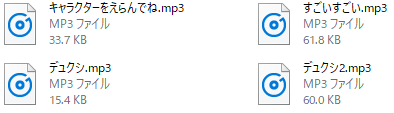 キャラクターをえらんでね.mp3
MP3 ファイル
33.7 KB
すごいすごい.mp3
MP3 ファイル
61.8 KB
デュクシ.mp3
MP3 ファイル
15.4 KB
デュクシ2.mp3
MP3 ファイル
60.0 KB